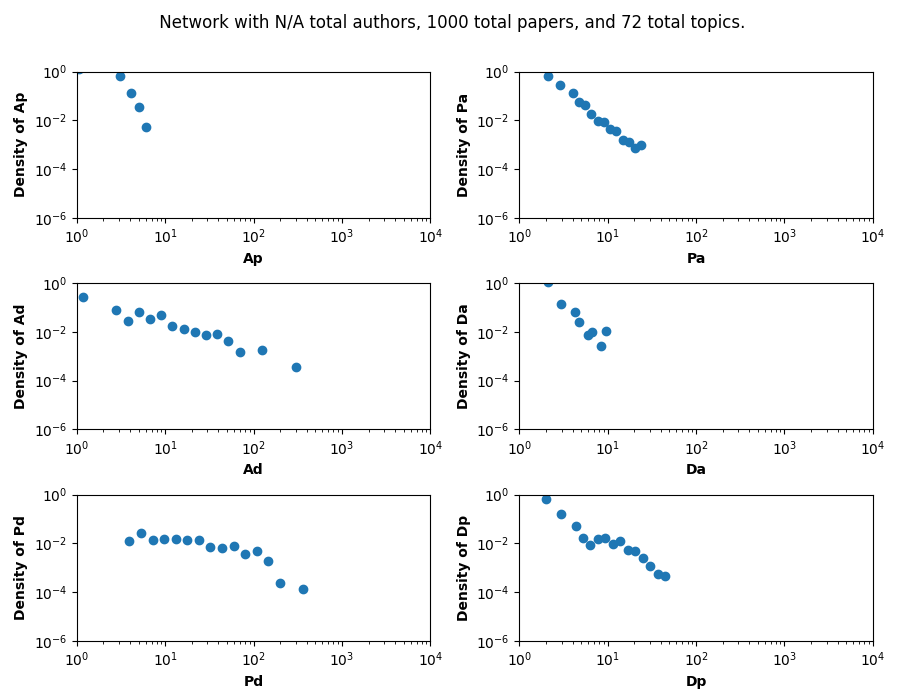 Network with N/A total authors, 1000 total papers, and 72 total topics.
Density of Ap
10^0
10^-2
10^-4
10^-6
10^0 10^1 10^2 10^3 10^4
Ap
Density of Pa
10^0
10^-2
10^-4
10^-6
10^0 10^1 10^2 10^3 10^4
Pa
Density of Ad
10^0
10^-2
10^-4
10^-6
10^0 10^1 10^2 10^3 10^4
Ad
Density of Da
10^0
10^-2
10^-4
10^-6
10^0 10^1 10^2 10^3 10^4
Da
Density of Pd
10^0
10^-2
10^-4
10^-6
10^0 10^1 10^2 10^3 10^4
Pd
Density of Dp
10^0
10^-2
10^-4
10^-6
10^0 10^1 10^2 10^3 10^4
Dp